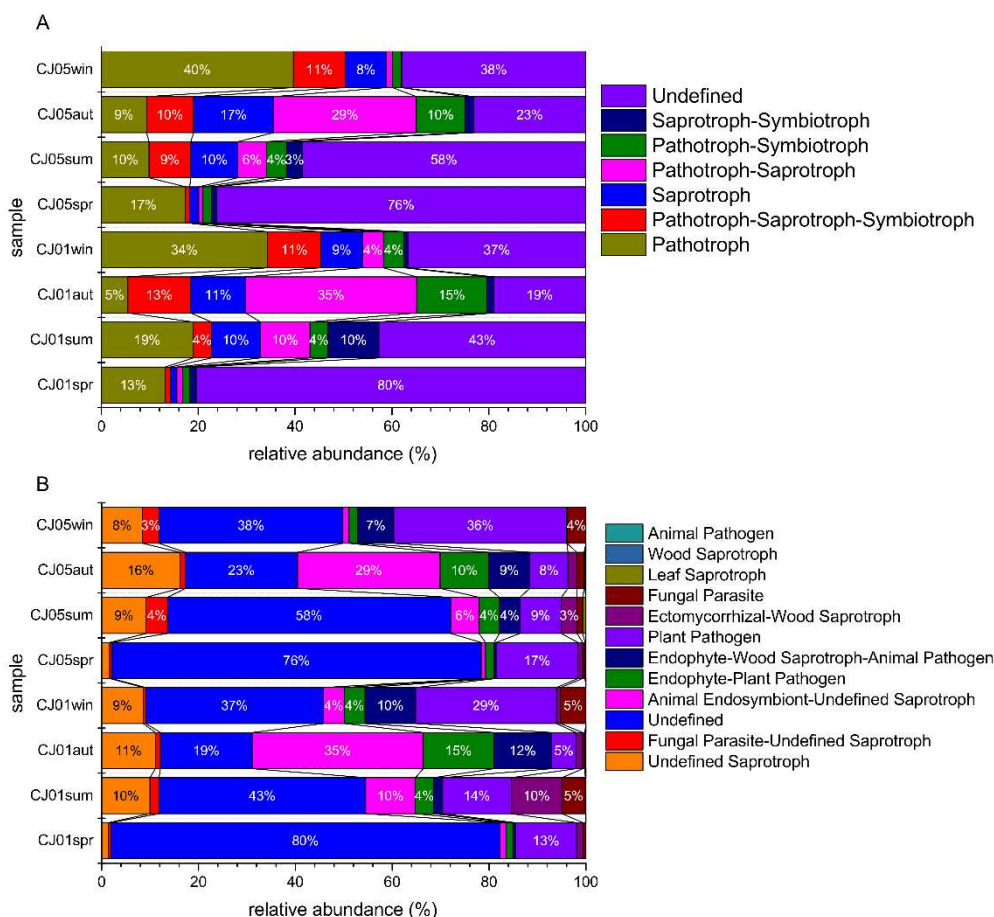 A
CJ05win 40% 11% 8% 38%
CJ05aut 9% 10% 17% 29% 10% 23%
CJ05sum 10% 9% 10% 6% 4% 3% 58%
CJ05spr 17% 76%
CJ01win 34% 11% 9% 4% 4% 37%
CJ01aut 5% 13% 11% 35% 15% 19%
CJ01sum 19% 4% 10% 10% 4% 10% 43%
CJ01spr 13% 80%
sample
0 20 40 60 80 100
relative abundance (%)
Undefined
Saprotroph-Symbiotroph
Pathotroph-Symbiotroph
Pathotroph-Saprotroph
Saprotroph
Pathotroph-Saprotroph-Symbiotroph
Pathotroph
B
CJ05win 8% 3% 38% 7% 36% 4%
CJ05aut 16% 23% 29% 10% 9% 8%
CJ05sum 9% 4% 58% 6% 4% 4% 9% 3%
CJ05spr 76% 17%
CJ01win 9% 37% 4% 4% 10% 29% 5%
CJ01aut 11% 19% 35% 15% 12% 5%
CJ01sum 10% 43% 10% 4% 14% 10% 5%
CJ01spr 80% 13%
sample
0 20 40 60 80 100
relative abundance (%)
Animal Pathogen
Wood Saprotroph
Leaf Saprotroph
Fungal Parasite
Ectomycorrhizal-Wood Saprotroph
Plant Pathogen
Endophyte-Wood Saprotroph-Animal Pathogen
Endophyte-Plant Pathogen
Animal Endosymbiont-Undefined Saprotroph
Undefined
Fungal Parasite-Undefined Saprotroph
Undefined Saprotroph